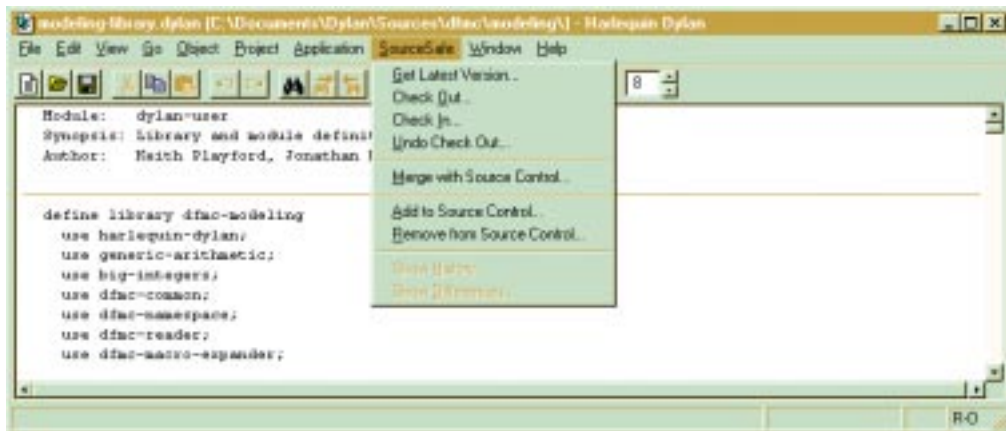 modeling-library.dylan (C:\Documents\Dylan\Sources\dfmc\modeling\) - Harlequin Dylan
File Edit View Go Object Project Application SourceSafe Window Help
8
Get Latest Version...
Check Out...
Check In...
Undo Check Out...
Merge with Source Control...
Add to Source Control...
Remove from Source Control...
Show History...
Show Differences...
Module: dylan-user
Synopsis: Library and module
Author: Keith Playford, Jonathan
define library dfmc-modeling
use harlequin-dylan;
use generic-arithmetic;
use big-integers;
use dfmc-common;
use dfmc-namespace;
use dfmc-reader;
use dfmc-macro-expander;
R-O